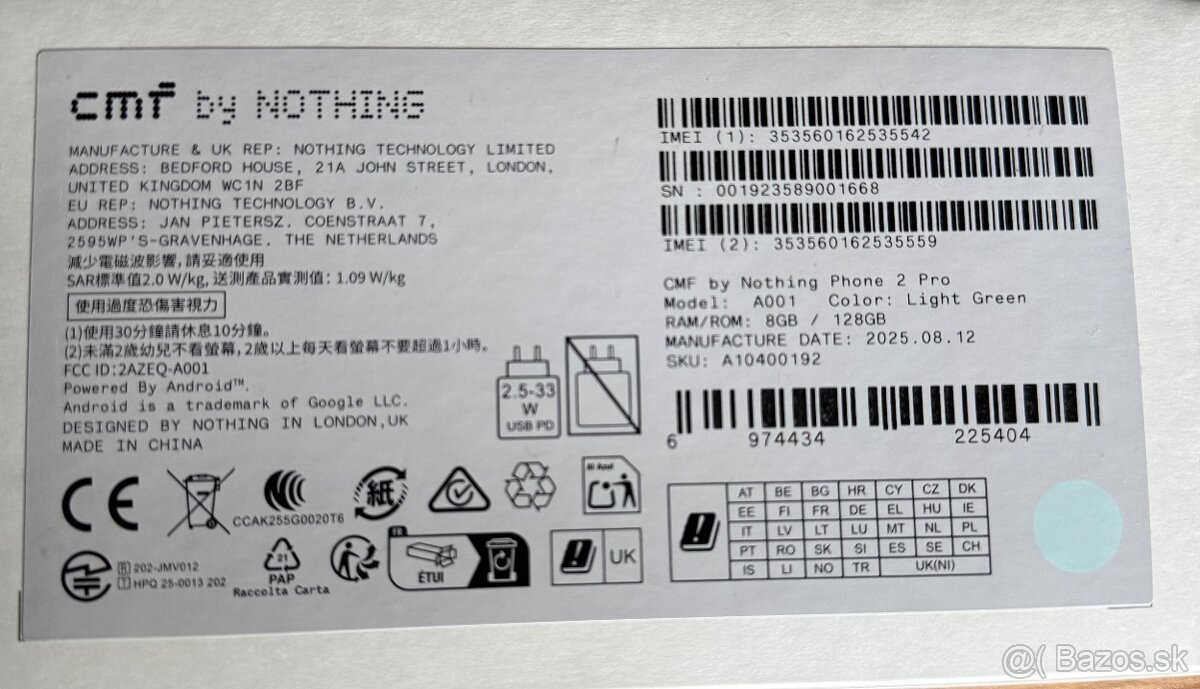 cmf by NOTHING
MANUFACTURE & UK REP: NOTHING TECHNOLOGY LIMITED
ADDRESS: BEDFORD HOUSE, 21A JOHN STREET, LONDON,
UNITED KINGDOM WC1N 2BF
EU REP: NOTHING TECHNOLOGY B.V.
ADDRESS: JAN PIETERSZ. COENSTRAAT 7,
2595WP'S-GRAVENHAGE, THE NETHERLANDS
減少電磁波影響,請妥適使用
SAR標準值2.0 W/kg, 送測產品實測值: 1.09 W/kg
使用過度恐傷害視力
(1)使用30分鐘請休息10分鐘。
(2)未滿2歲幼兒不看螢幕,2歲以上每天看螢幕不要超過1小時。
FCC ID:2AZEQ-A001
Powered By Android™.
Android is a trademark of Google LLC.
DESIGNED BY NOTHING IN LONDON,UK
MADE IN CHINA
2.5-33
W
USB PD
IMEI (1): 353560162535542
SN : 001923589001668
IMEI (2): 353560162535559
CMF by Nothing Phone 2 Pro
Model: A001 Color: Light Green
RAM/ROM: 8GB / 128GB
MANUFACTURE DATE: 2025.08.12
SKU: A10400192
6 974434 225404
CE
CCAK255G0020T6
紙
R 202-JMV012
T HPQ 25-0013 202
21
PAP
Raccolta Carta
FR
ÉTUI
UK
AT BE BG HR CY CZ DK
EE FI FR DE EL HU IE
IT LV LT LU MT NL PL
PT RO SK SI ES SE CH
IS LI NO TR UK(NI)
@( Bazos.sk